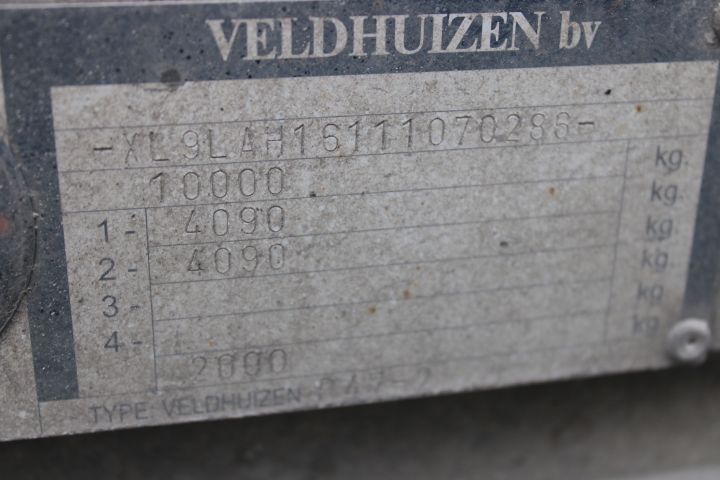 VELDHUIZEN bv
-XL9LAH16111070286-
10000 kg.
1- 4090 kg.
2- 4090 kg
3- kg
4- kg
2000 kg
TYPE: VELDHUIZEN